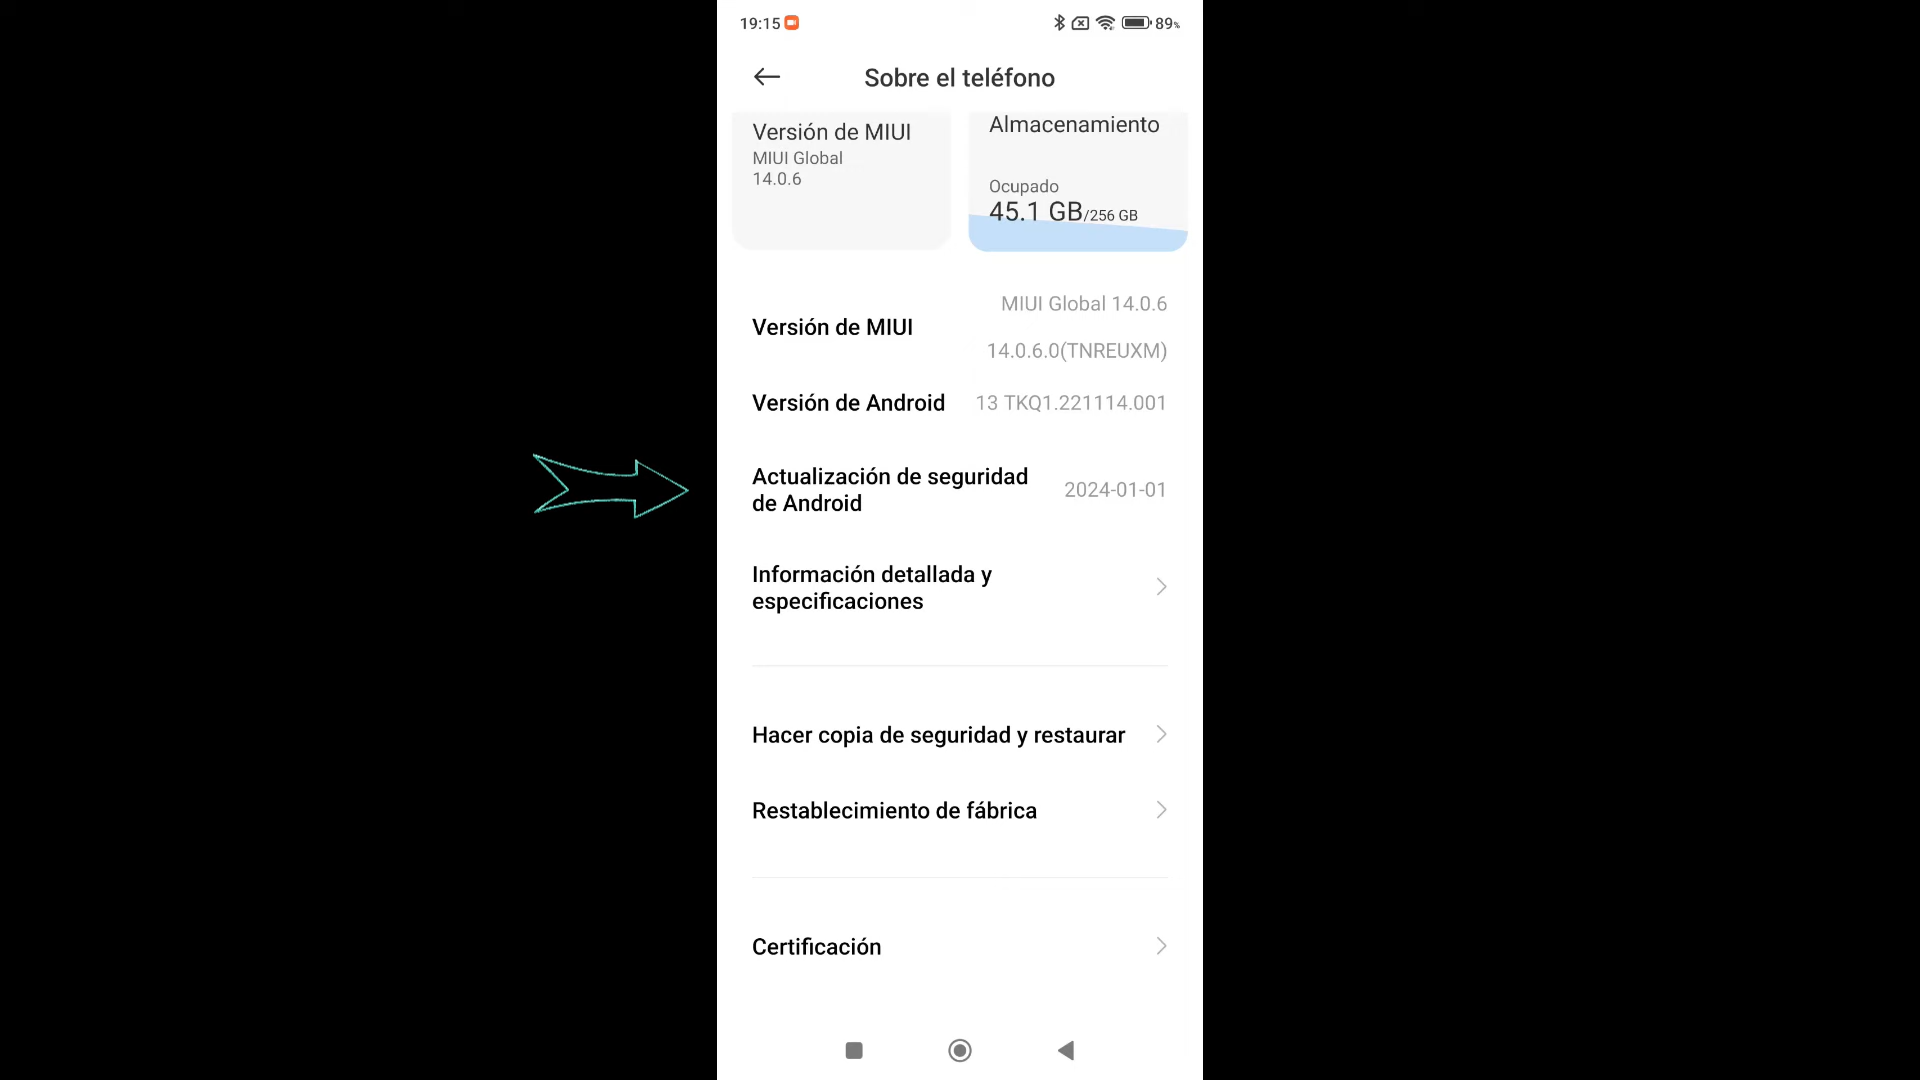 19:15
89%
Sobre el teléfono
Versión de MIUI
MIUI Global
14.0.6
Almacenamiento
Ocupado
45.1 GB/256 GB
Versión de MIUI
MIUI Global 14.0.6
14.0.6.0(TNREUXM)
Versión de Android
13 TKQ1.221114.001
Actualización de seguridad
de Android
2024-01-01
Información detallada y
especificaciones
Hacer copia de seguridad y restaurar
Restablecimiento de fábrica
Certificación